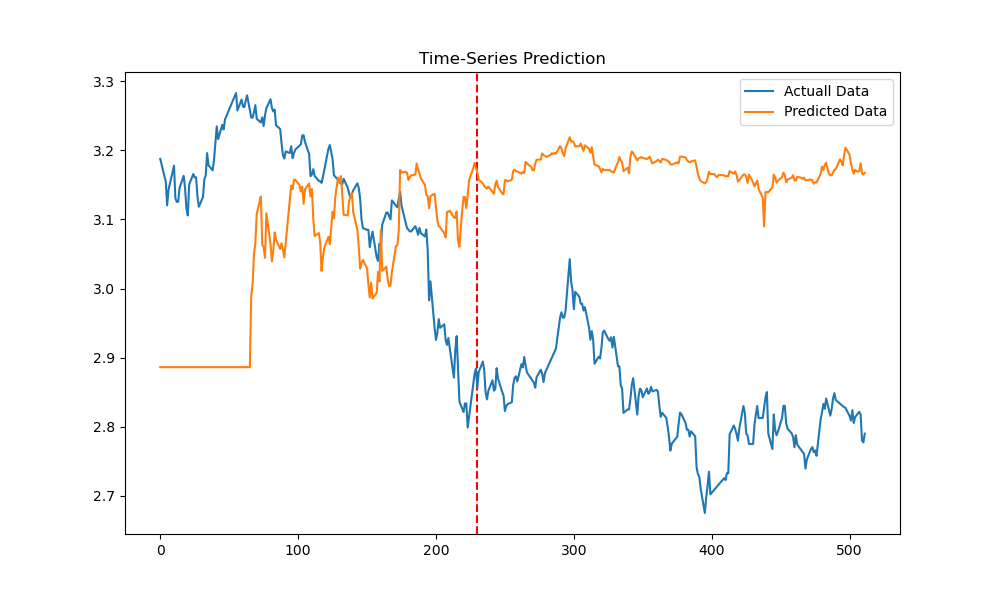 Time-Series Prediction
Actuall Data
Predicted Data
3.3
3.2
3.1
3.0
2.9
2.8
2.7
0 100 200 300 400 500